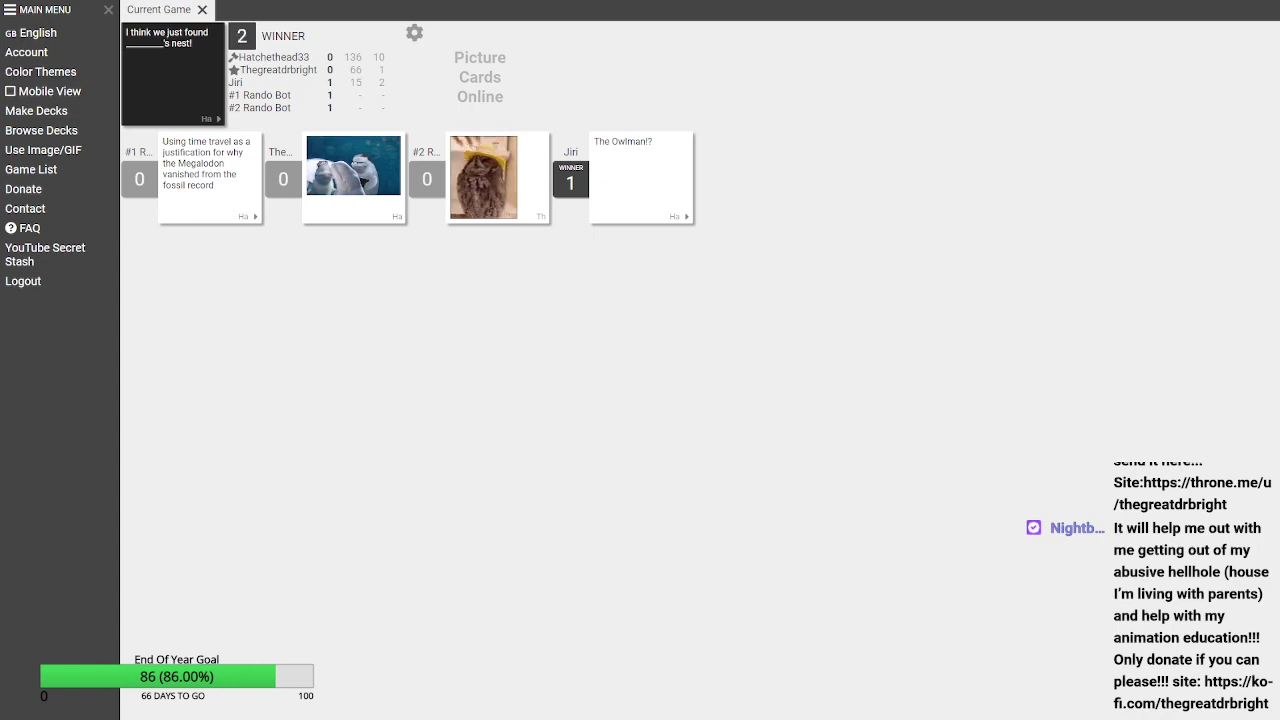 MAIN MENU
GB English
Account
Color Themes
Mobile View
Make Decks
Browse Decks
Use Image/GIF
Game List
Donate
Contact
FAQ
YouTube Secret
Stash
Logout
Current Game
I think we just found
______'s nest!
Ha
2 WINNER
Hatchethead33 0 136 10
Thegreatdrbright 0 66 1
Jiri 1 15 2
#1 Rando Bot 1 - -
#2 Rando Bot 1 - -
Picture
Cards
Online
#1 R...
0
Using time travel as a
justification for why
the Megalodon
vanished from the
fossil record
Ha
The...
0
Ha
#2 R...
0
Th
Jiri
WINNER
1
The Owlman!?
Ha
send it here...
Site:https://throne.me/u
/thegreatdrbright
Nightb... It will help me out with
me getting out of my
abusive hellhole (house
I'm living with parents)
and help with my
animation education!!!
Only donate if you can
please!!! site: https://ko-
fi.com/thegreatdrbright
End Of Year Goal
86 (86.00%)
0 66 DAYS TO GO 100